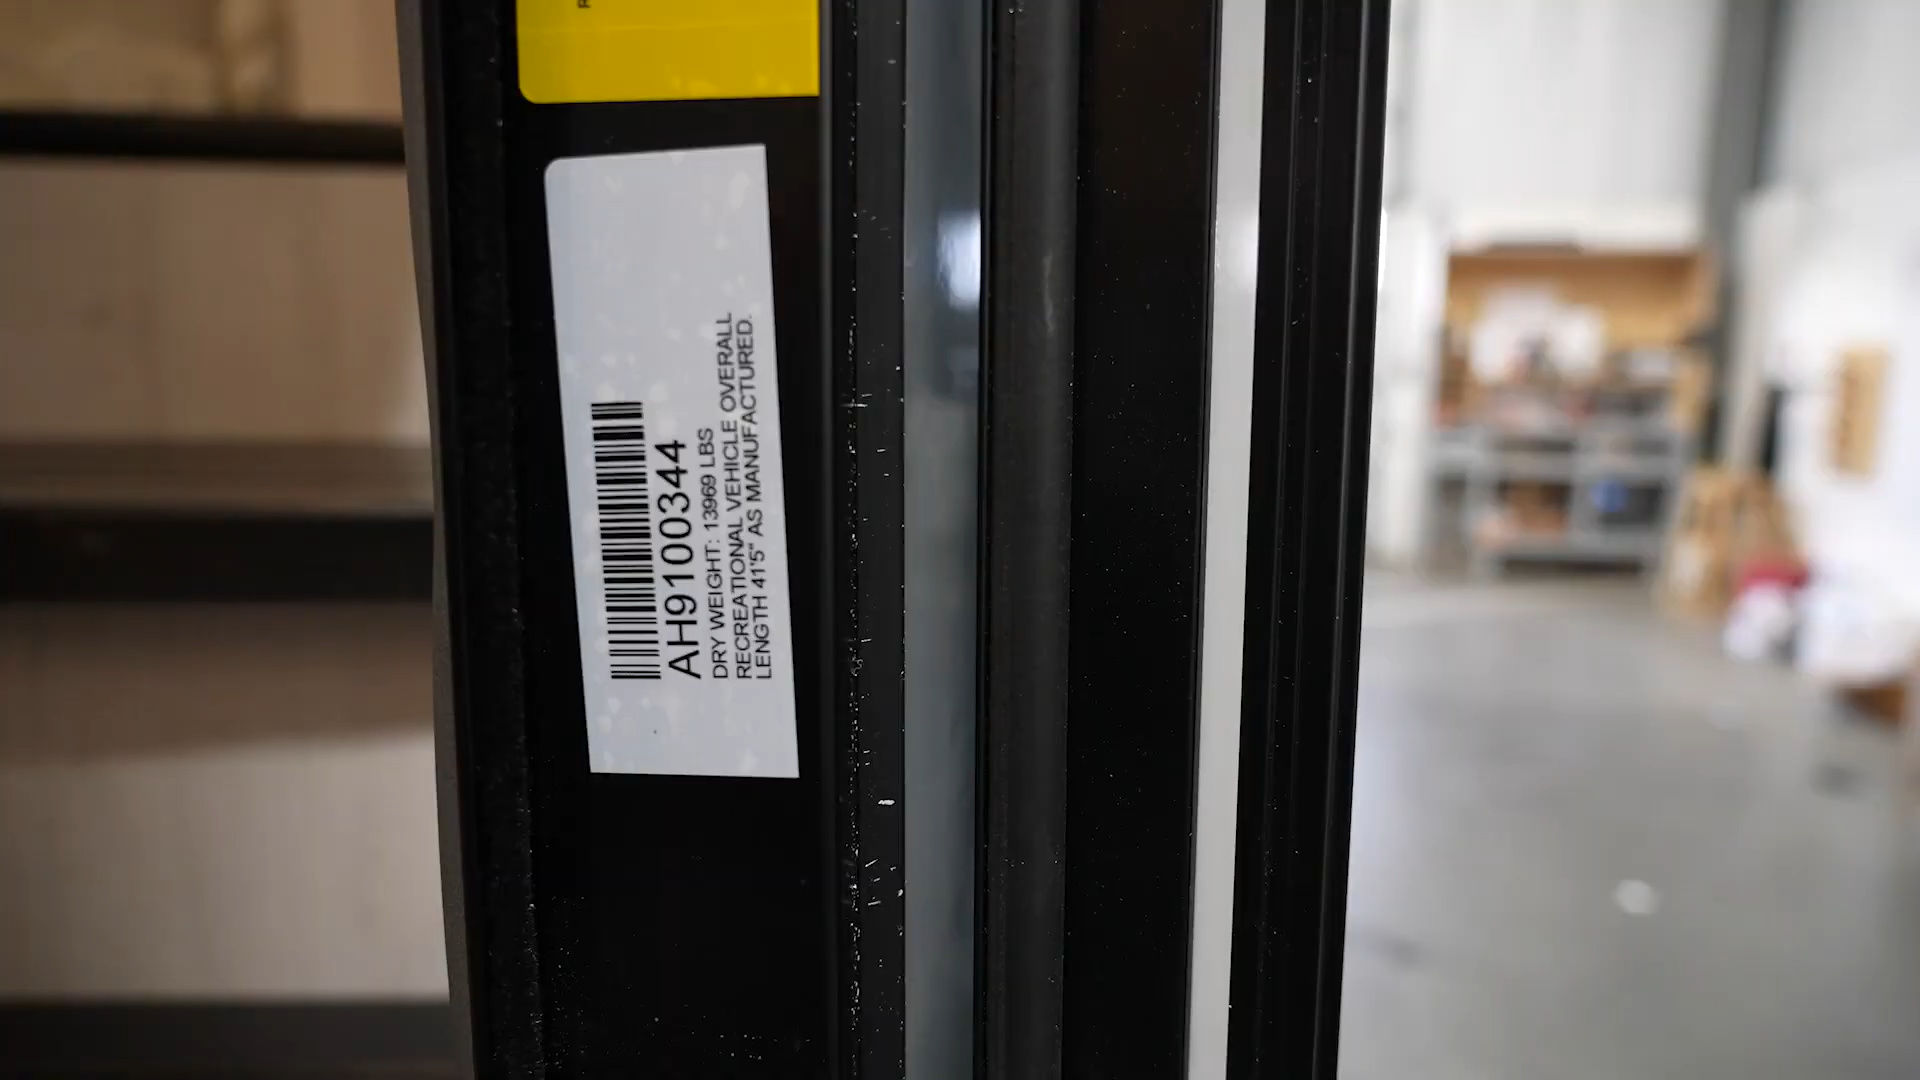 AH9100344
DRY WEIGHT: 13969 LBS
RECREATIONAL VEHICLE OVERALL
LENGTH 41'5" AS MANUFACTURED.